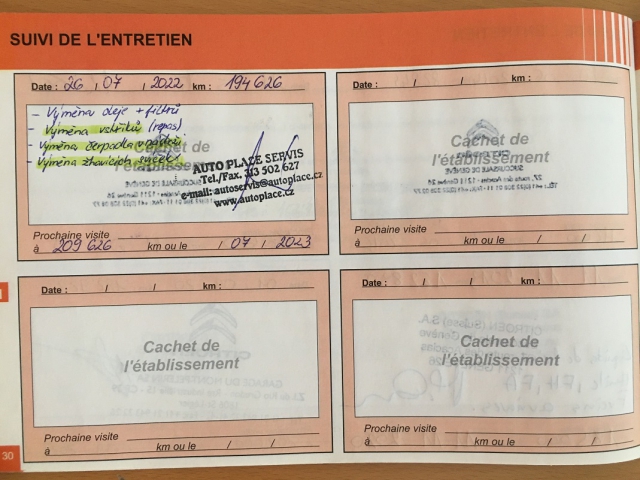 SUIVI DE L'ENTRETIEN
Date : 26 / 07 / 2022 km : 194 626
- Výměna oleje + filtrů
- Výměna vstřiků (repas)
- Výměna čerpadla v nádrži
- Výměna žhavících svíček
AUTO PLACE SERVIS
Tel./Fax. 313 502 627
e-mail: autoservis@autoplace.cz
www.autoplace.cz
Cachet de
l'établissement
Prochaine visite
à 209 626 km ou le / 07 / 2023
Date : / / km :
Cachet de
l'établissement
Prochaine visite
à km ou le / /
Date : / / km :
Cachet de
l'établissement
Prochaine visite
à km ou le / /
Date : / / km :
Cachet de
l'établissement
Prochaine visite
à km ou le / /
30